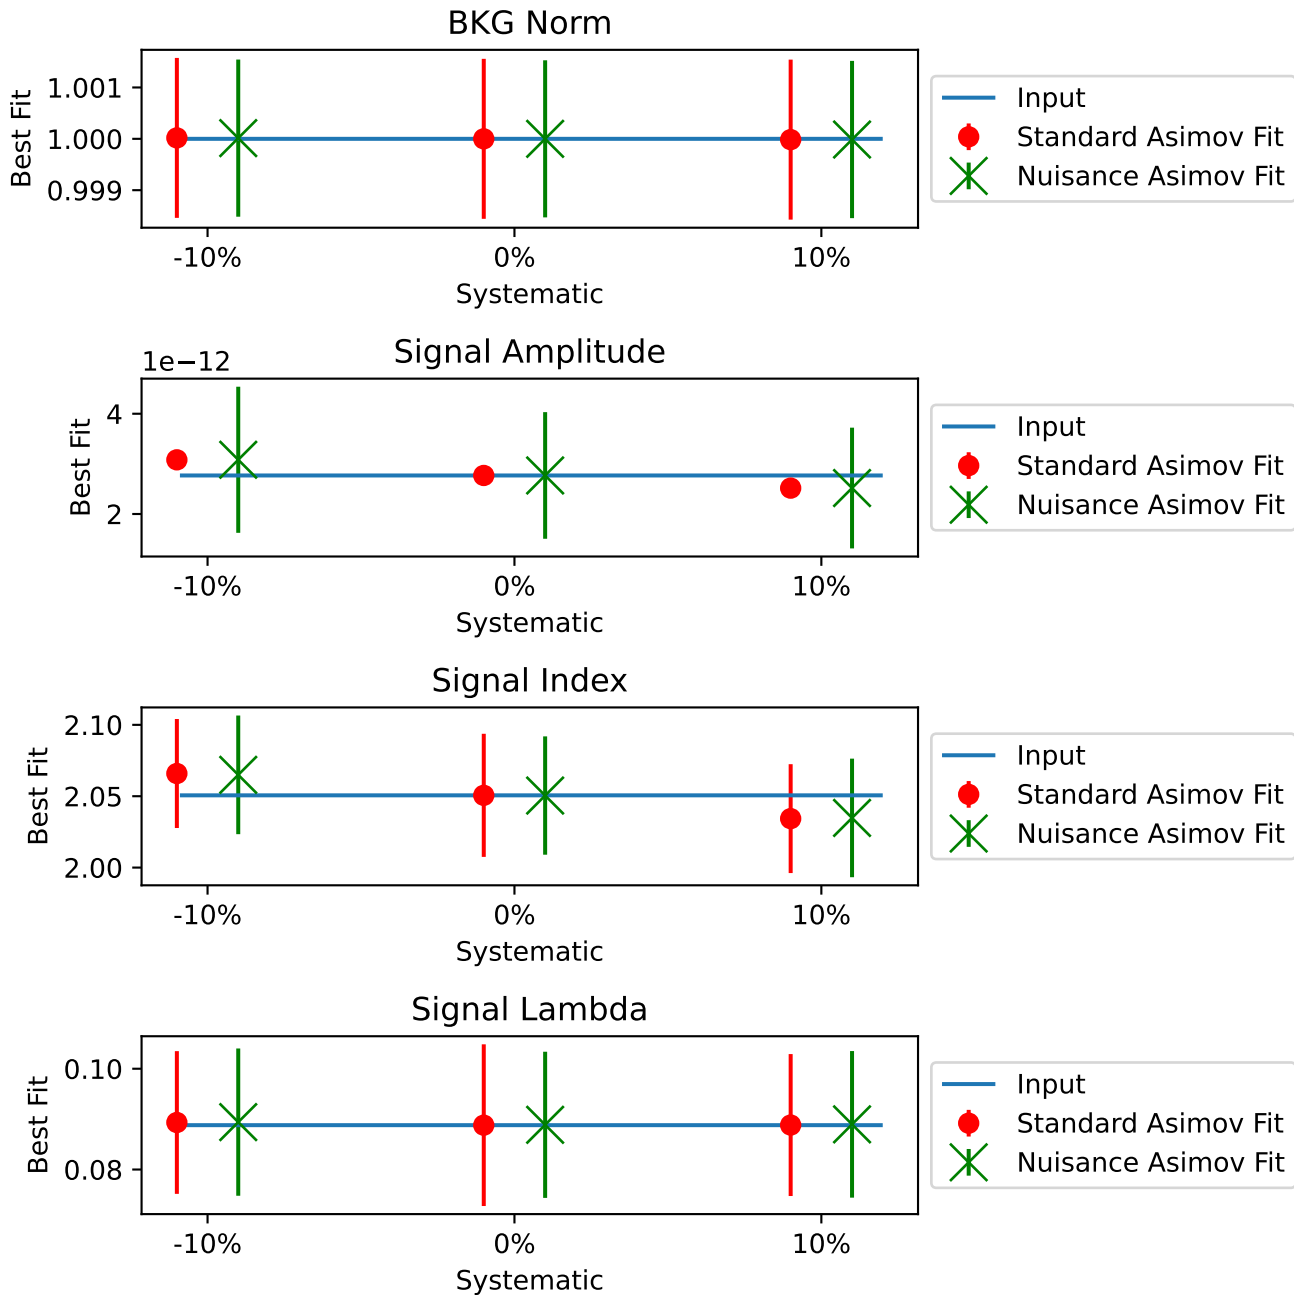 BKG Norm
Best Fit
1.001
1.000
0.999
-10%
0%
10%
Systematic
Input
Standard Asimov Fit
Nuisance Asimov Fit
Signal Amplitude
1e−12
Best Fit
4
2
-10%
0%
10%
Systematic
Input
Standard Asimov Fit
Nuisance Asimov Fit
Signal Index
Best Fit
2.10
2.05
2.00
-10%
0%
10%
Systematic
Input
Standard Asimov Fit
Nuisance Asimov Fit
Signal Lambda
Best Fit
0.10
0.08
-10%
0%
10%
Systematic
Input
Standard Asimov Fit
Nuisance Asimov Fit